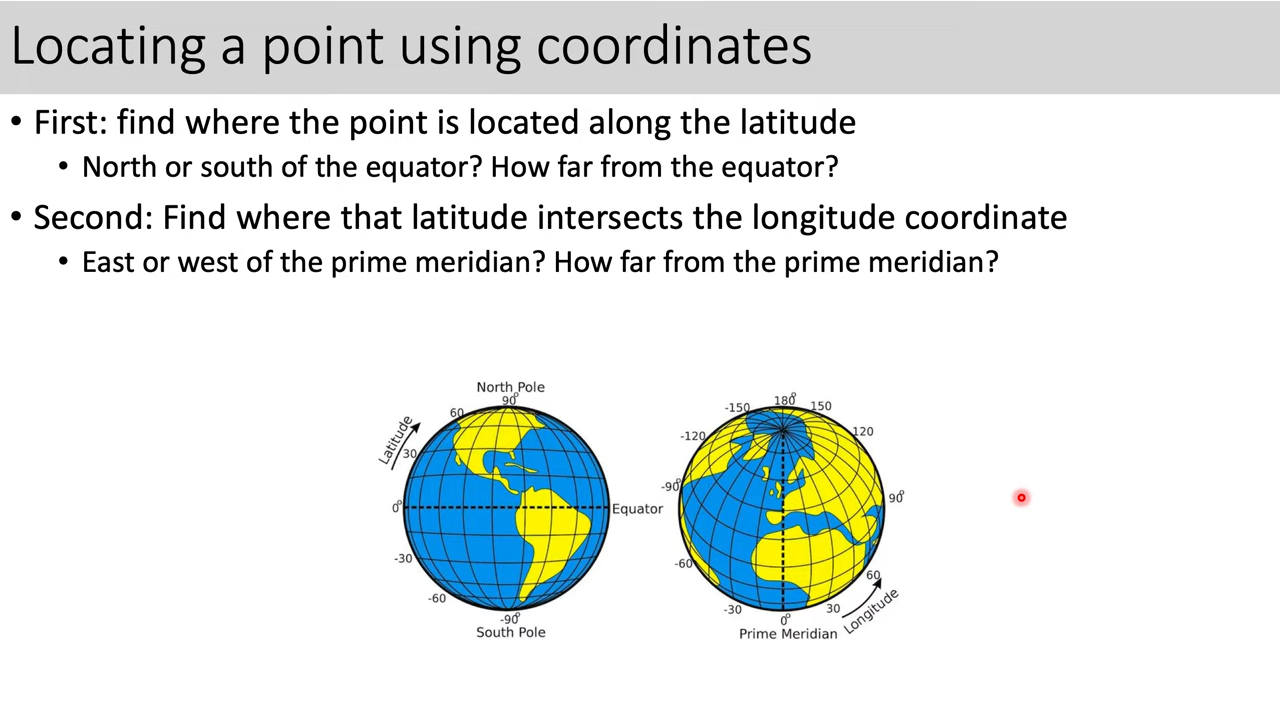 Locating a point using coordinates
• First: find where the point is located along the latitude
• North or south of the equator? How far from the equator?
• Second: Find where that latitude intersects the longitude coordinate
• East or west of the prime meridian? How far from the prime meridian?
North Pole
90°
60
Latitude
30
0°
Equator
-30
-60
-90°
South Pole
180°
-150
150
-120
120
-90
90°
-60
60
-30
30
0°
Longitude
Prime Meridian